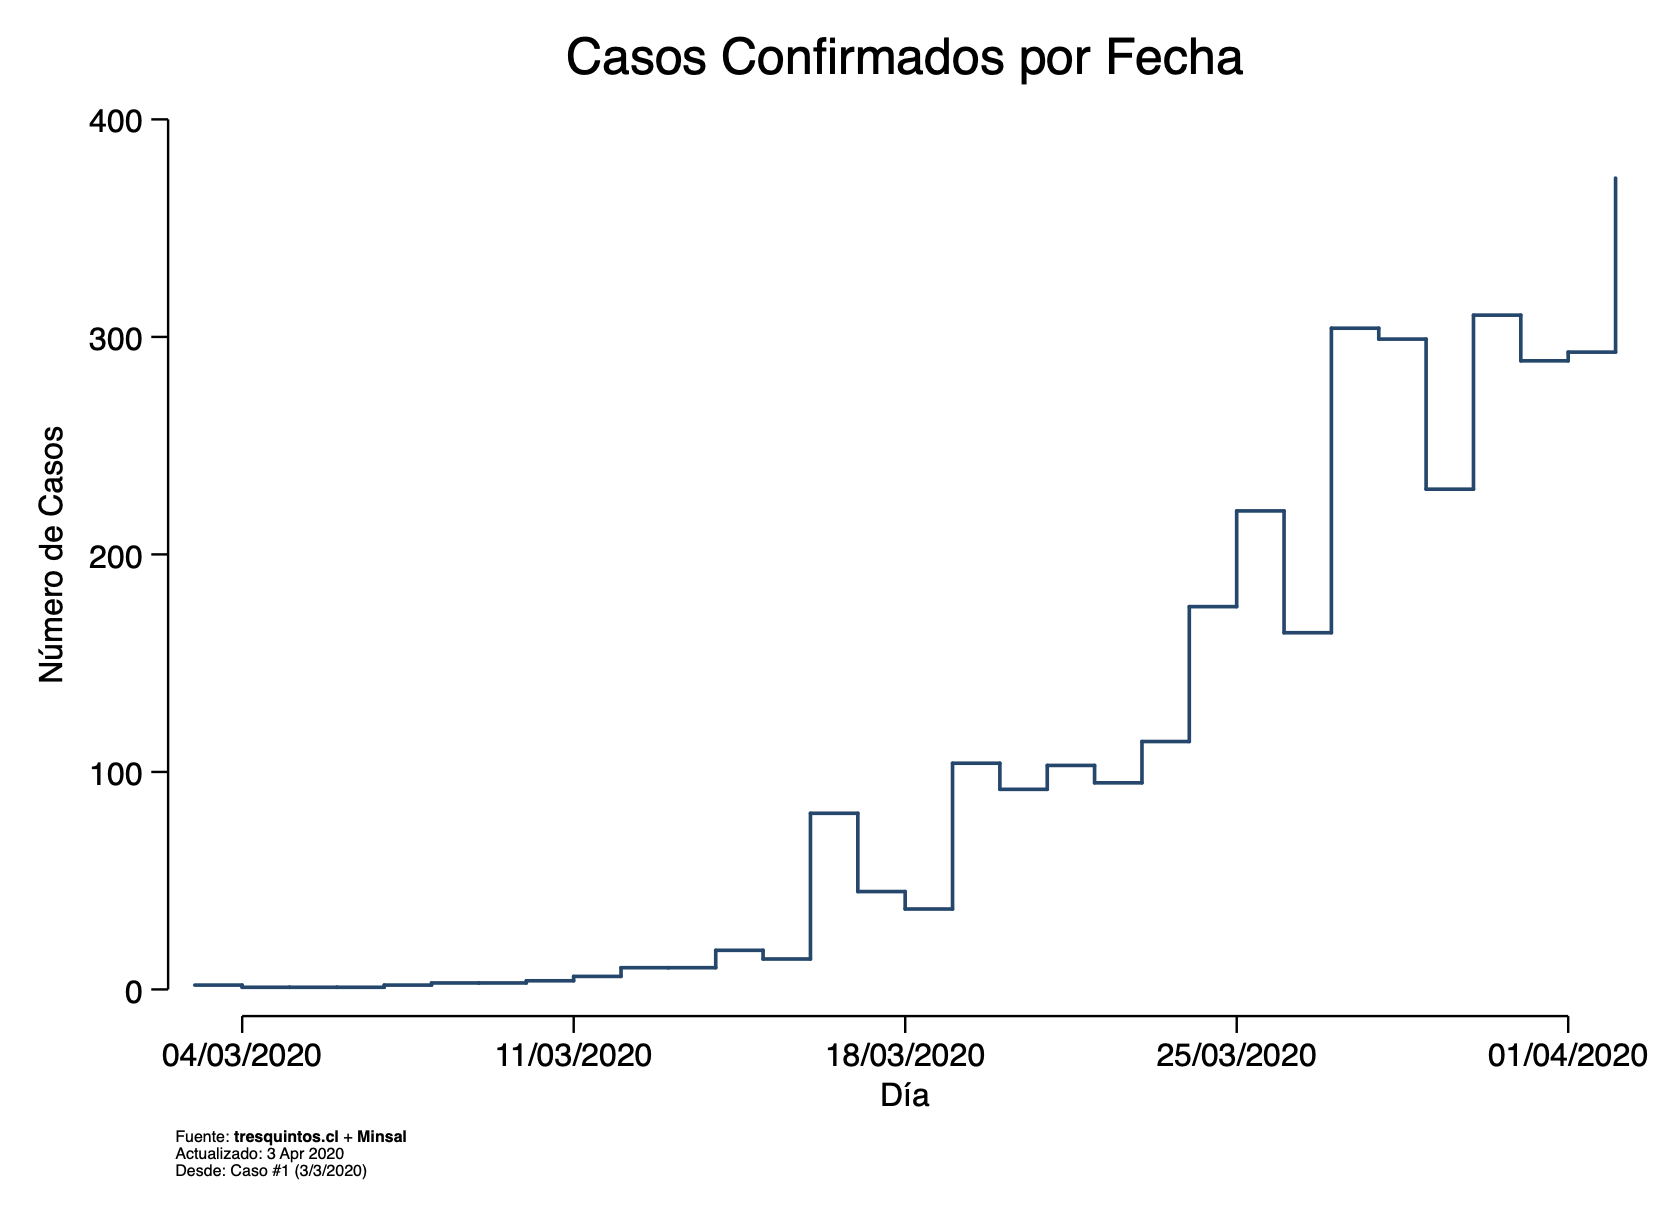 Casos Confirmados por Fecha
400
300
200
100
0
Número de Casos
04/03/2020 11/03/2020 18/03/2020 25/03/2020 01/04/2020
Día
Fuente: tresquintos.cl + Minsal
Actualizado: 3 Apr 2020
Desde: Caso #1 (3/3/2020)